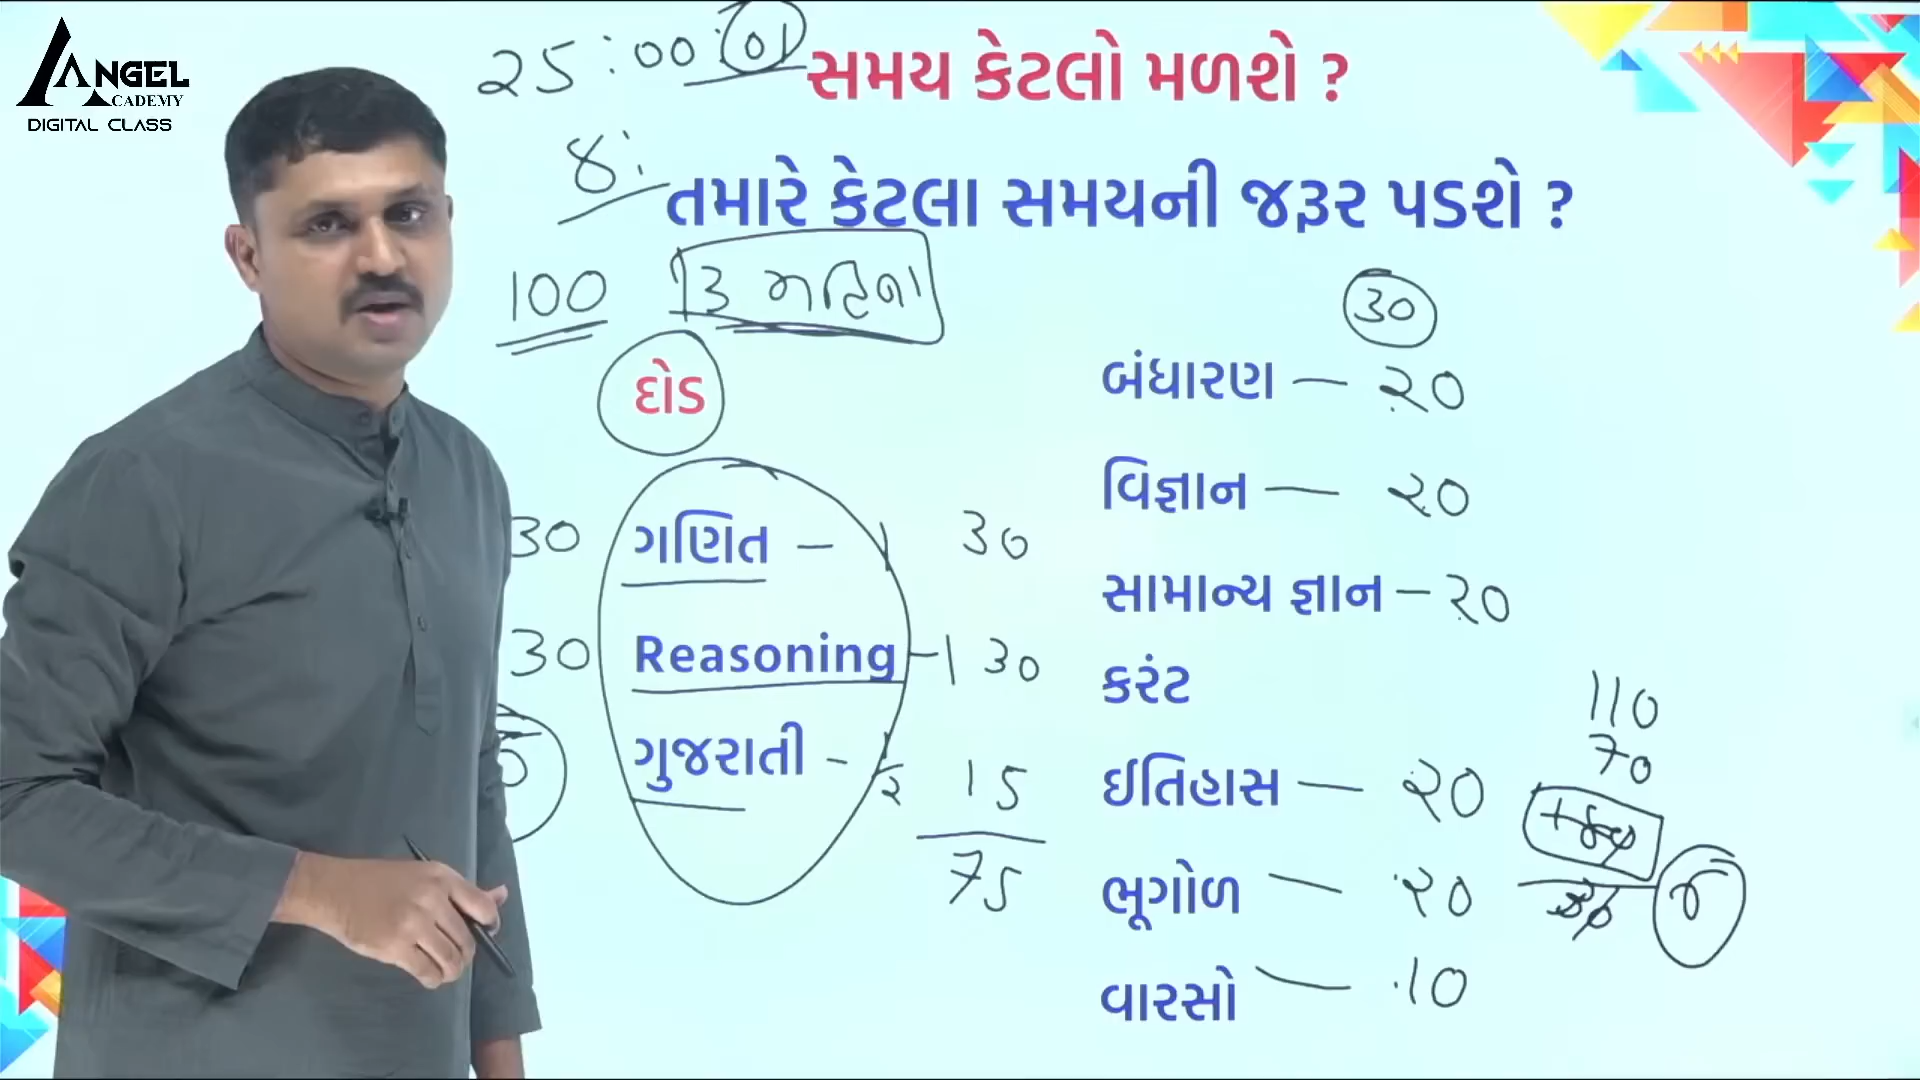 ANGEL
ACADEMY
DIGITAL CLASS
25:00:01
સમય કેટલો મળશે ?
8:
તમારે કેટલા સમયની જરૂર પડશે ?
100
3 મહિના
30
દોડ
બંધારણ — 20
વિજ્ઞાન — 20
30 ગણિત – 1 30
સામાન્ય જ્ઞાન – 20
30 Reasoning – 1 30
કરંટ
110
70
ગુજરાતી - 15
75
ઈતિહાસ — 20
ભૂગોળ — 20
વારસો — 10